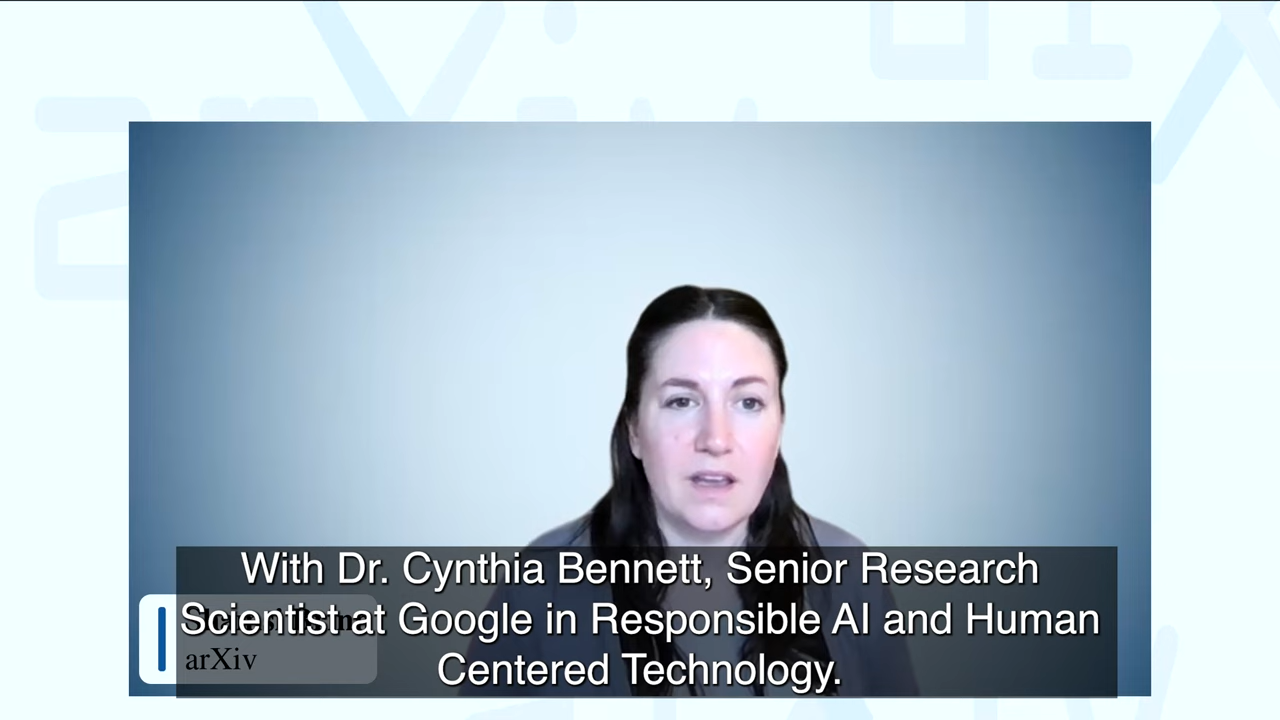 With Dr. Cynthia Bennett, Senior Research
Scientist at Google in Responsible AI and Human
Centered Technology.
arXiv